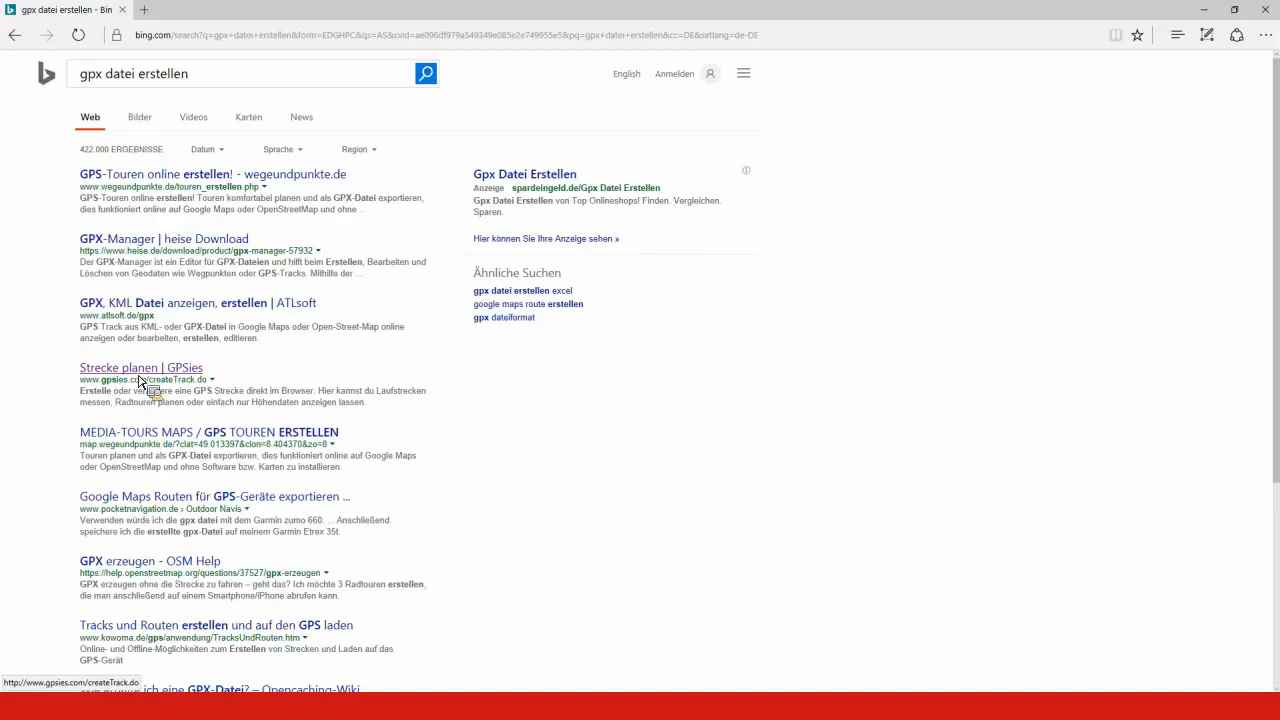 gpx datei erstellen - Bin
bing.com/search?q=gpx+datei+erstellen&form=EDGHPC&qs=AS&cvid=ae096df979a549349e085e2e749955e5&pq=gpx+datei+erstellen&cc=DE&setlang=de-DE
gpx datei erstellen
English Anmelden
Web Bilder Videos Karten News
422.000 ERGEBNISSE Datum Sprache Region
GPS-Touren online erstellen! - wegeundpunkte.de
www.wegeundpunkte.de/touren_erstellen.php
GPS-Touren online erstellen! Touren komfortabel planen und als GPX-Datei exportieren,
dies funktioniert online auf Google Maps oder OpenStreetMap und ohne ...
GPX-Manager | heise Download
https://www.heise.de/download/product/gpx-manager-57932
Der GPX-Manager ist ein Editor für GPX-Dateien und hilft beim Erstellen, Bearbeiten und
Löschen von Geodaten wie Wegpunkten oder GPS-Tracks. Mithilfe der ...
GPX, KML Datei anzeigen, erstellen | ATLsoft
www.atlsoft.de/gpx
GPS Track aus KML- oder GPX-Datei in Google Maps oder Open-Street-Map online
anzeigen oder bearbeiten, erstellen, editieren.
Strecke planen | GPSies
www.gpsies.com/createTrack.do
Erstelle oder verändere eine GPS Strecke direkt im Browser. Hier kannst du Laufstrecken
messen, Radtouren planen oder einfach nur Höhendaten anzeigen lassen.
MEDIA-TOURS MAPS / GPS TOUREN ERSTELLEN
map.wegeundpunkte.de/?clat=49.013397&clon=8.404370&zo=8
Touren planen und als GPX-Datei exportieren, dies funktioniert online auf Google Maps
oder OpenStreetMap und ohne Software bzw. Karten zu installieren.
Google Maps Routen für GPS-Geräte exportieren ...
www.pocketnavigation.de › Outdoor Navis
Verwenden würde ich die gpx datei mit dem Garmin zumo 660. ... Anschließend
speichere ich die erstellte gpx-Datei auf meinem Garmin Etrex 35t.
GPX erzeugen - OSM Help
https://help.openstreetmap.org/questions/37527/gpx-erzeugen
GPX erzeugen ohne die Strecke zu fahren – geht das? Ich möchte 3 Radtouren erstellen,
die man anschließend auf einem Smartphone/IPhone abrufen kann.
Tracks und Routen erstellen und auf den GPS laden
www.kowoma.de/gps/anwendung/TracksUndRouten.htm
Online- und Offline-Möglichkeiten zum Erstellen von Strecken und Laden auf das
GPS-Gerät
Wie erstelle ich eine GPX-Datei? – Opencaching-Wiki
Gpx Datei Erstellen
Anzeige spardeingeld.de/Gpx Datei Erstellen
Gpx Datei Erstellen von Top Onlineshops! Finden. Vergleichen.
Sparen.
Hier können Sie Ihre Anzeige sehen »
Ähnliche Suchen
gpx datei erstellen excel
google maps route erstellen
gpx dateiformat
http://www.gpsies.com/createTrack.do